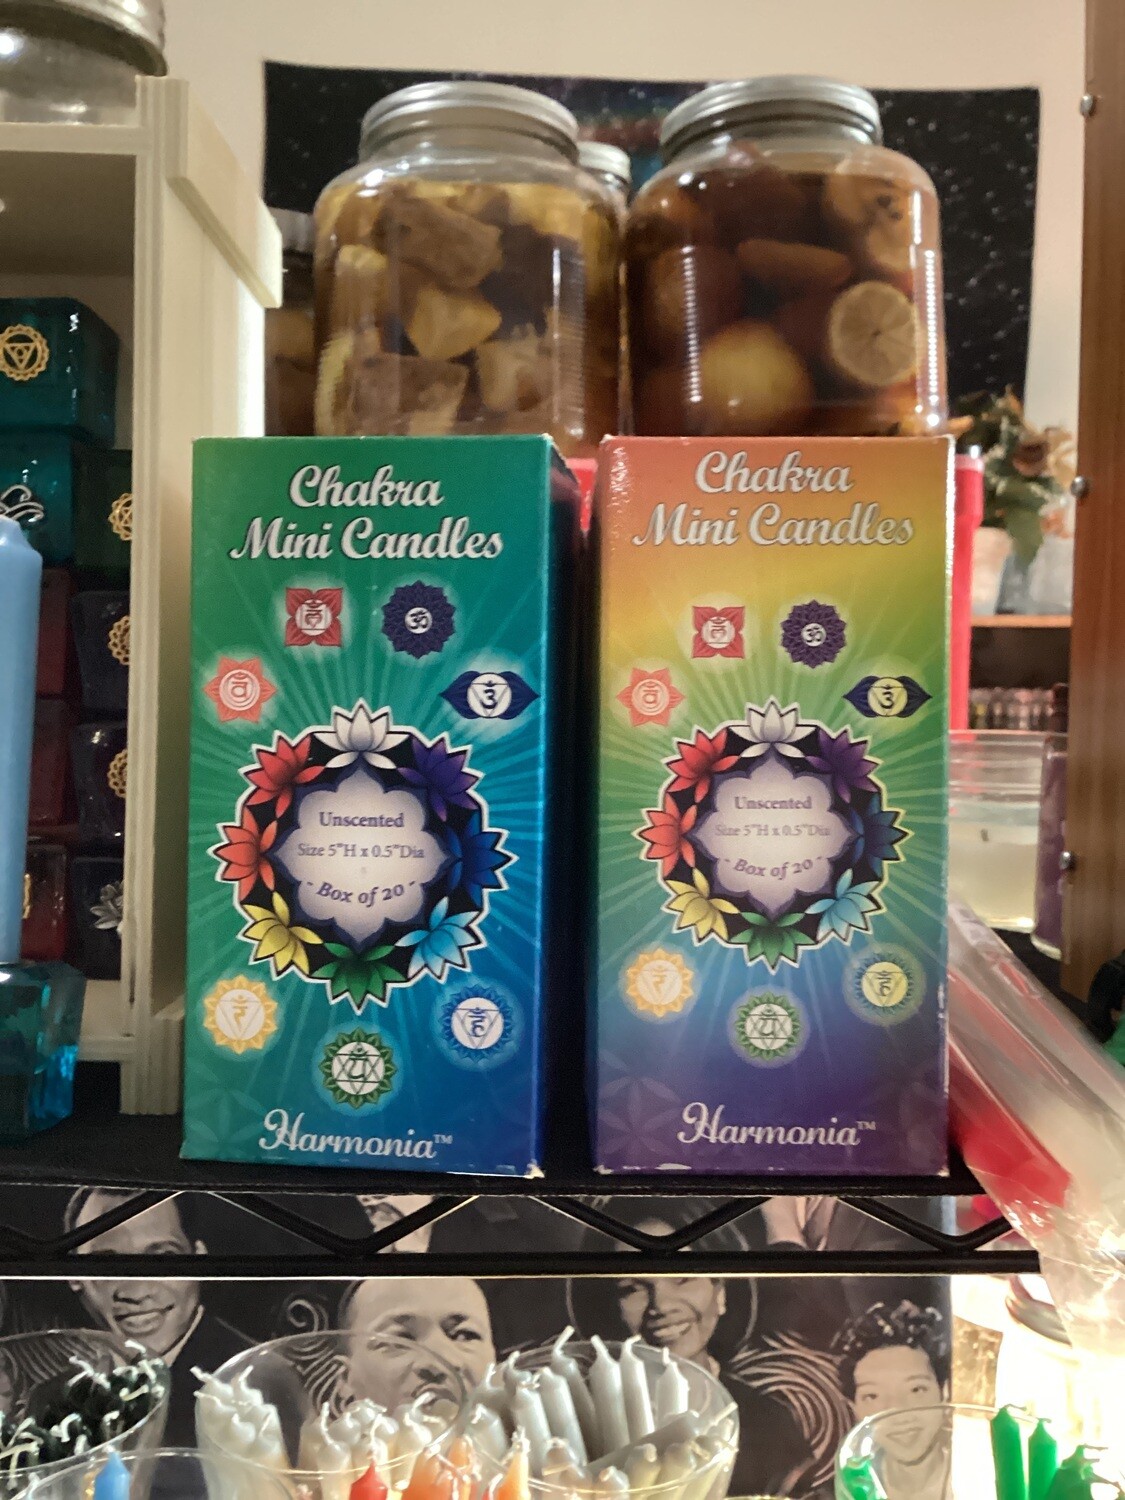 Chakra
Mini Candles
Unscented
Size 5"H x 0.5"Dia
- Box of 20 -
Harmonia™
Chakra
Mini Candles
Unscented
Size 5"H x 0.5"Dia
- Box of 20 -
Harmonia™